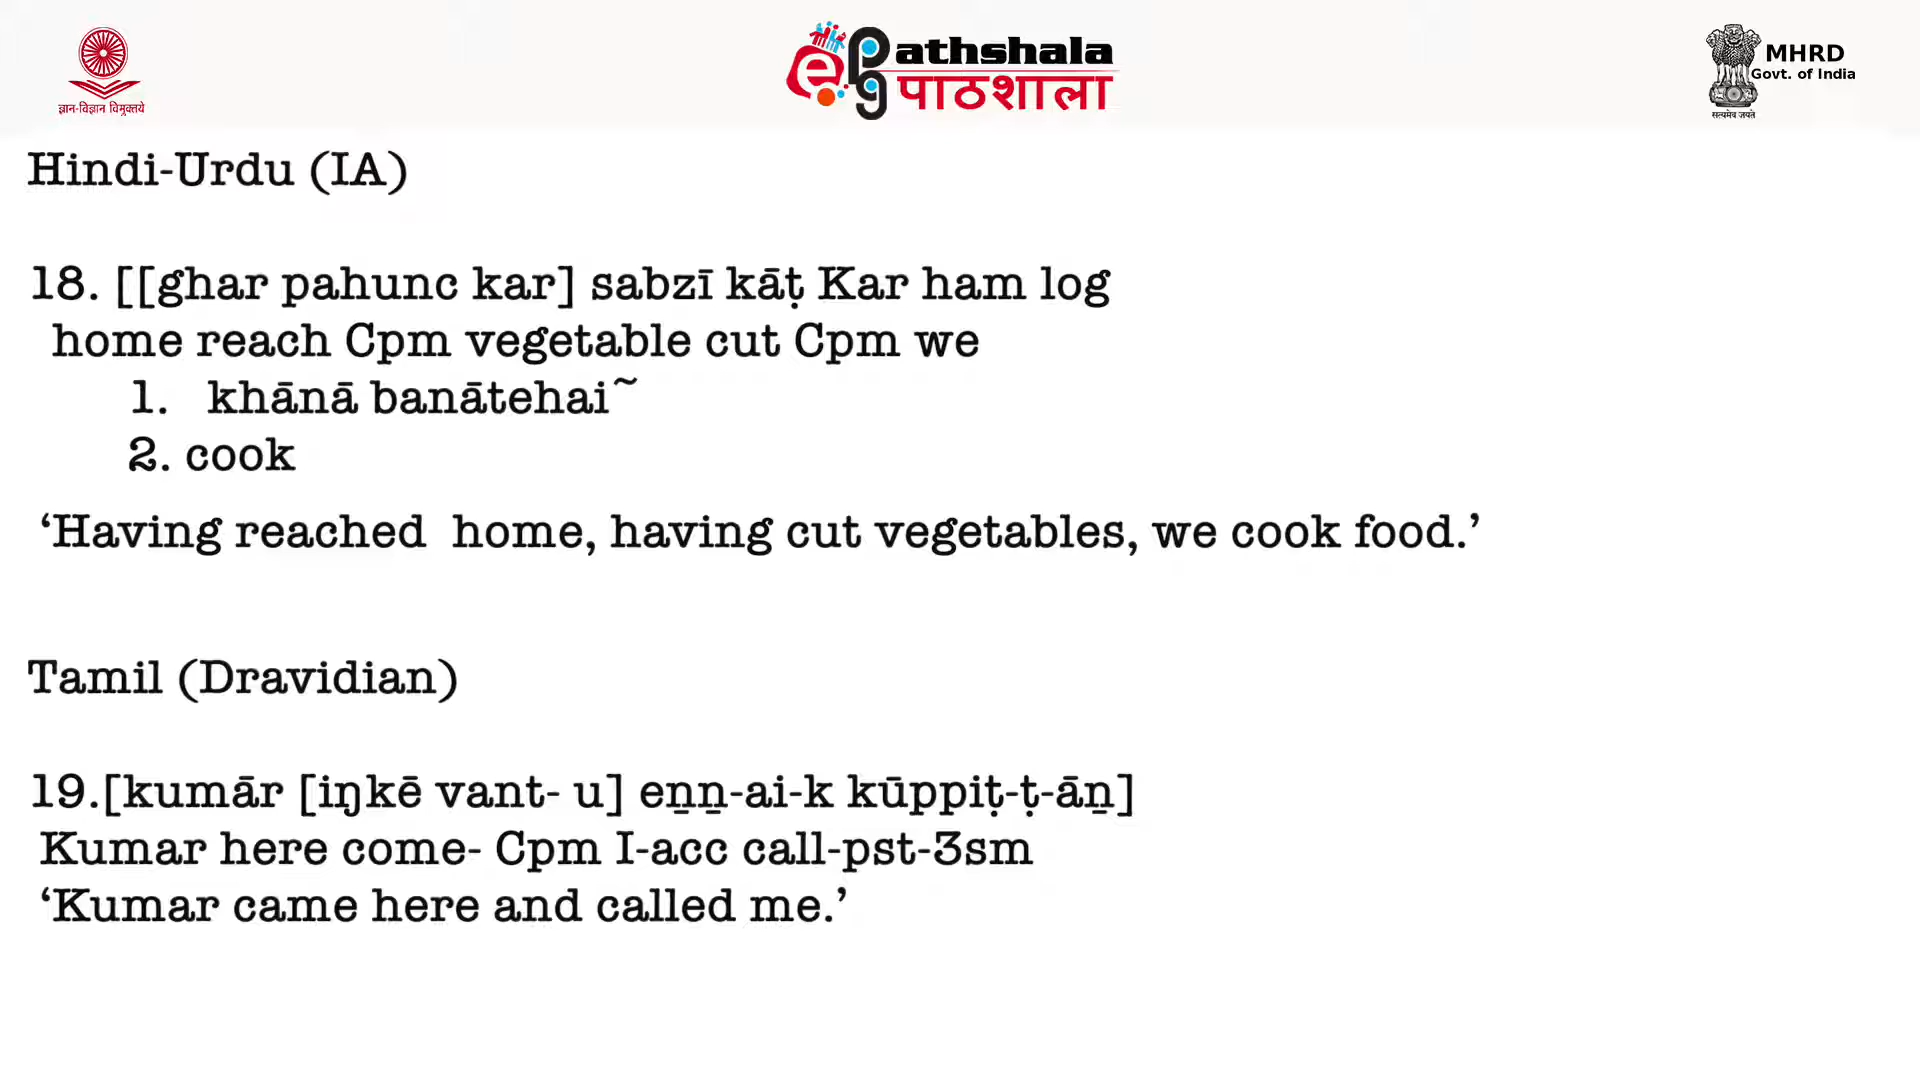 ज्ञान-विज्ञान विमुक्तये
ePathshala
पाठशाला
MHRD
Govt. of India
सत्यमेव जयते
Hindi-Urdu (IA)
18. [[ghar pahunc kar] sabzī kāṭ Kar ham log
home reach Cpm vegetable cut Cpm we
1. khānā banātehai˜
2. cook
‘Having reached home, having cut vegetables, we cook food.’
Tamil (Dravidian)
19.[kumār [iŋkē vant- u] eṉṉ-ai-k kūppiṭ-ṭ-āṉ]
Kumar here come- Cpm I-acc call-pst-3sm
‘Kumar came here and called me.’